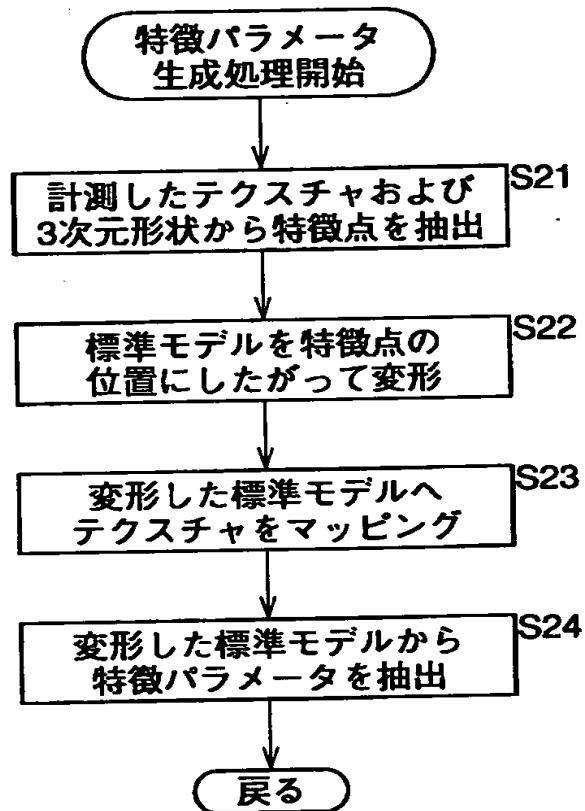 特徴パラメータ
生成処理開始
S21
計測したテクスチャおよび
3次元形状から特徴点を抽出
S22
標準モデルを特徴点の
位置にしたがって変形
S23
変形した標準モデルへ
テクスチャをマッピング
S24
変形した標準モデルから
特徴パラメータを抽出
戻る